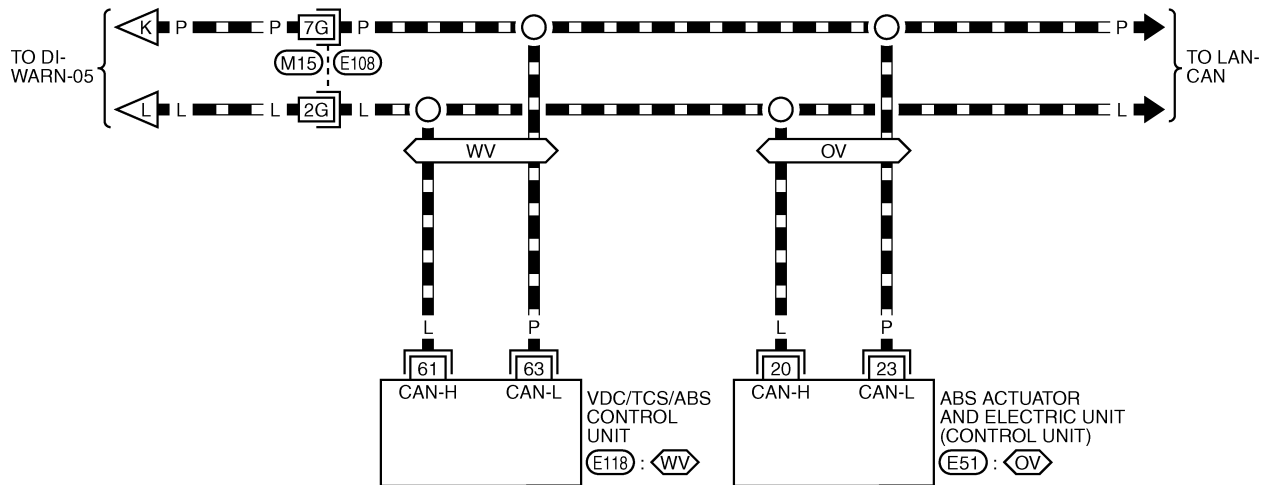 K P P 7G P P
TO DI-
WARN-05
M15 E108
TO LAN-
CAN
L L L 2G L L
WV OV
L P L P
61 63 20 23
CAN-H CAN-L CAN-H CAN-L
VDC/TCS/ABS
CONTROL
UNIT
E118 : WV
ABS ACTUATOR
AND ELECTRIC UNIT
(CONTROL UNIT)
E51 : OV